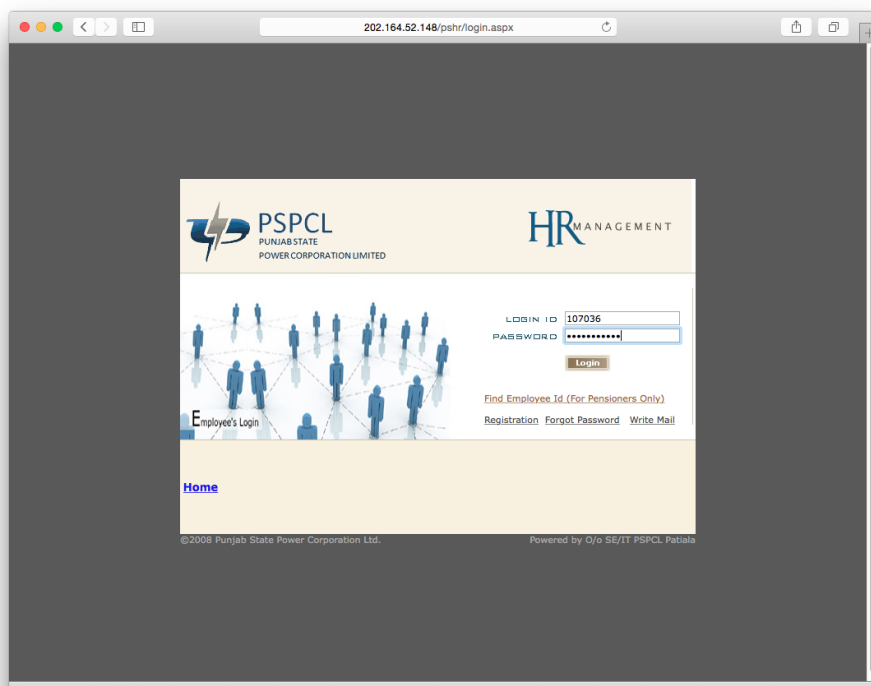 202.164.52.148/pshr/login.aspx
PSPCL
PUNJAB STATE
POWER CORPORATION LIMITED
HR MANAGEMENT
LOGIN ID 107036
PASSWORD •••••••••••
Login
Find Employee Id (For Pensioners Only)
Registration Forgot Password Write Mail
Employee's Login
Home
©2008 Punjab State Power Corporation Ltd. Powered by O/o SE/IT PSPCL Patiala